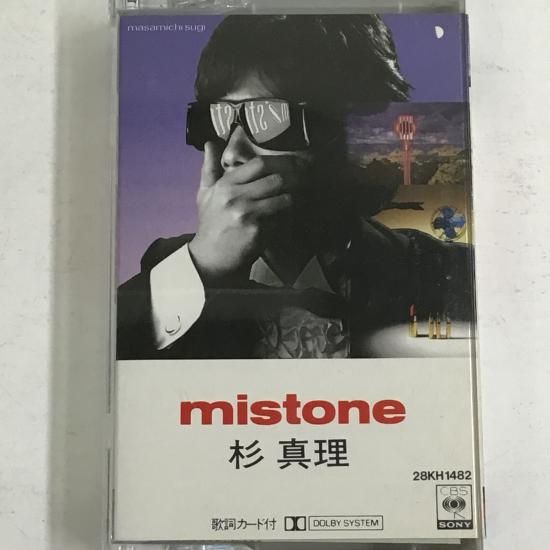 masamichi sugi
mistone
杉 真理
28KH1482
CBS
SONY
歌詞カード付
DOLBY SYSTEM